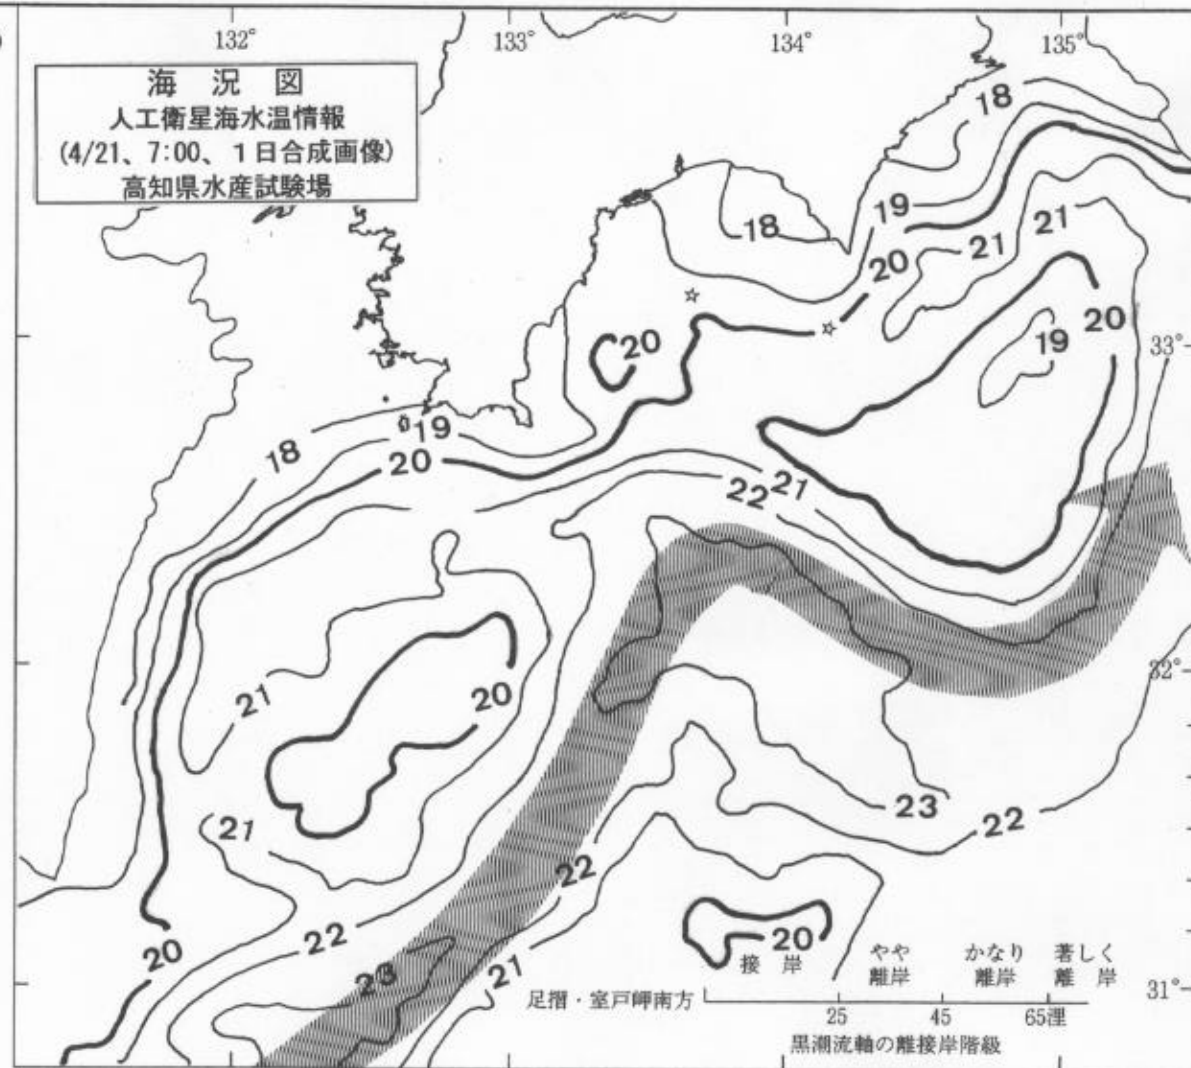 132°
133°
134°
135°
海 況 図
人工衛星海水温情報
(4/21、7:00、1日合成画像)
高知県水産試験場
18
18
19
21
21
20
20
20
19
33°
19
18
20
21
22
32°
20
21
23
22
21
22
20
22
20
23
21
接 岸
やや
離岸
かなり
離岸
著しく
離 岸
足摺・室戸岬南方
25
45
65浬
31°
黒潮流軸の離接岸階級